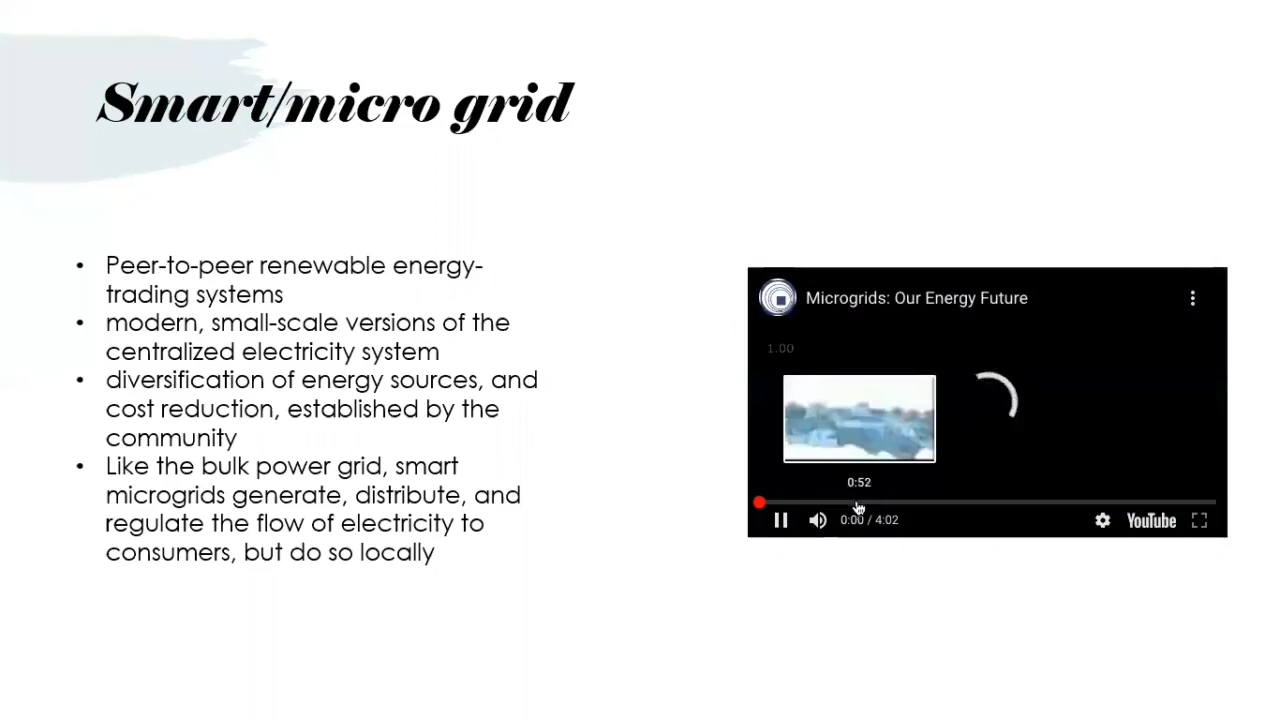 Smart/micro grid
• Peer-to-peer renewable energy-
trading systems
• modern, small-scale versions of the
centralized electricity system
• diversification of energy sources, and
cost reduction, established by the
community
• Like the bulk power grid, smart
microgrids generate, distribute, and
regulate the flow of electricity to
consumers, but do so locally
Microgrids: Our Energy Future
1.00
0:52
0:00 / 4:02
YouTube